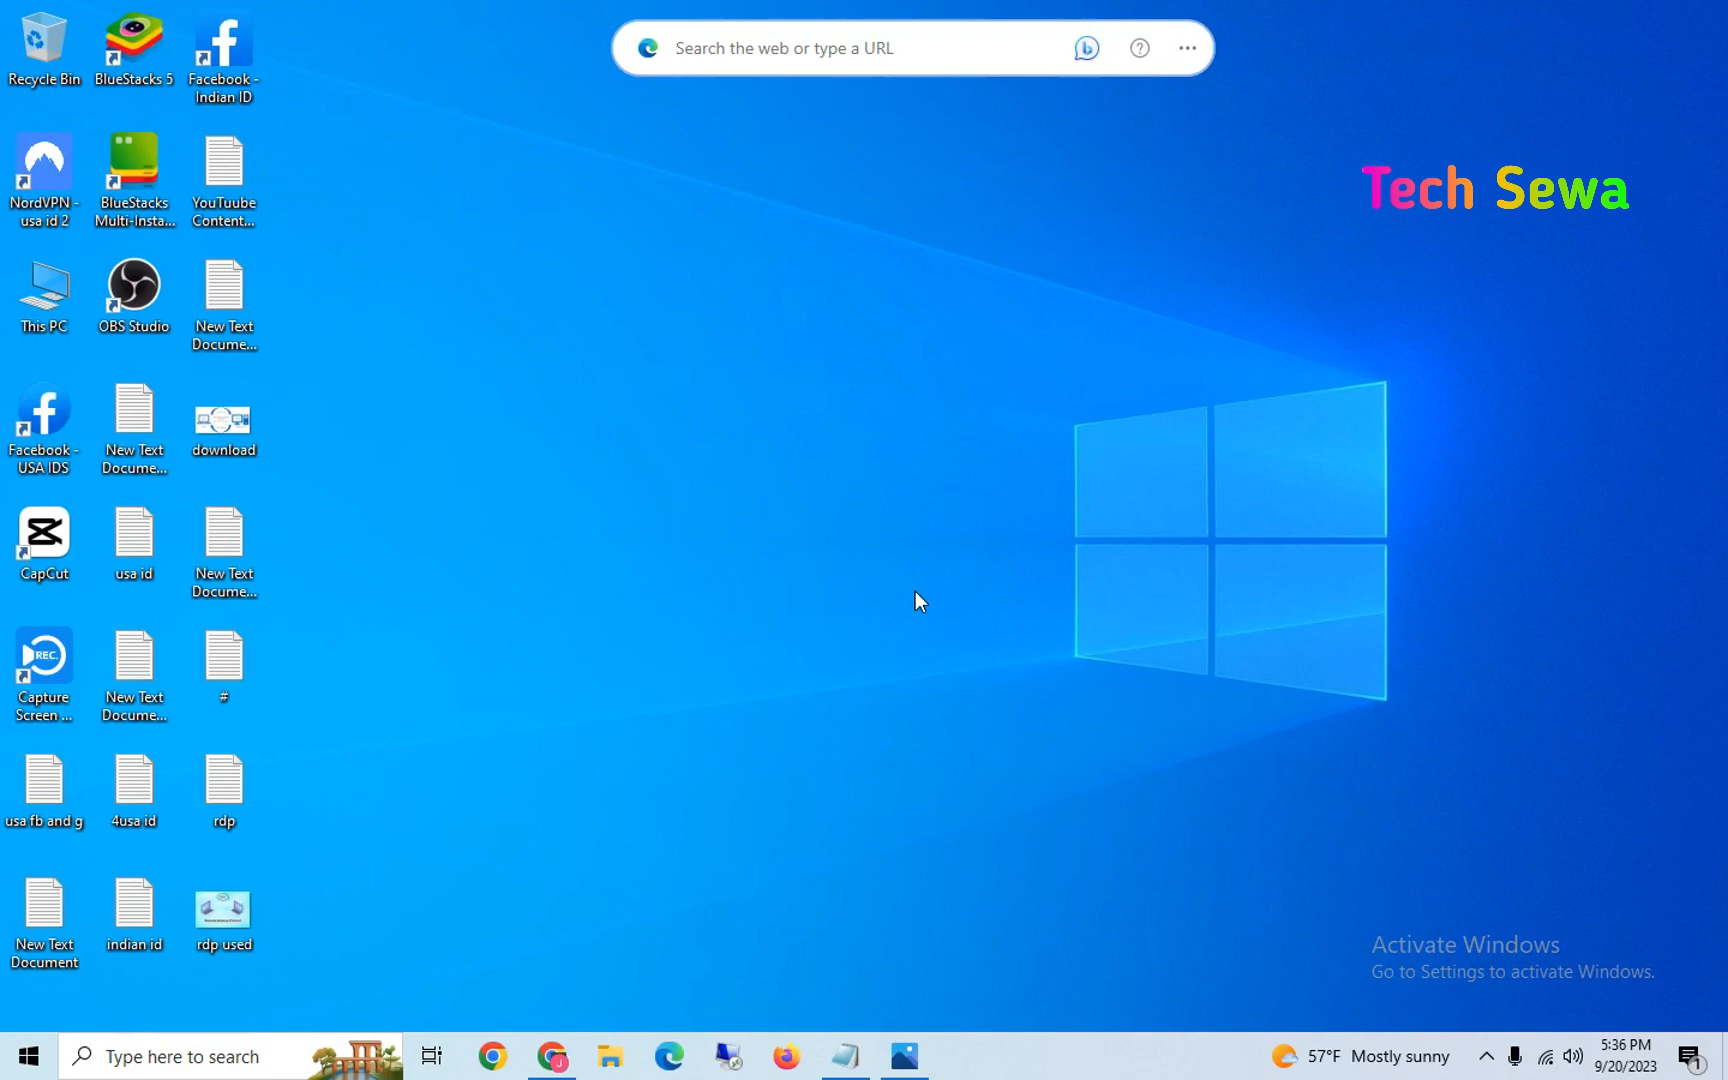 Search the web or type a URL
Tech Sewa
Recycle Bin
BlueStacks 5
Facebook -
Indian ID
NordVPN -
usa id 2
BlueStacks
Multi-Insta...
YouTuube
Content...
This PC
OBS Studio
New Text
Docume...
Facebook -
USA IDS
New Text
Docume...
download
CapCut
usa id
New Text
Docume...
REC.
Capture
Screen ...
New Text
Docume...
#
usa fb and g
4usa id
rdp
New Text
Document
indian id
rdp used
Activate Windows
Go to Settings to activate Windows.
Type here to search
J
57°F Mostly sunny
5:36 PM
9/20/2023
1